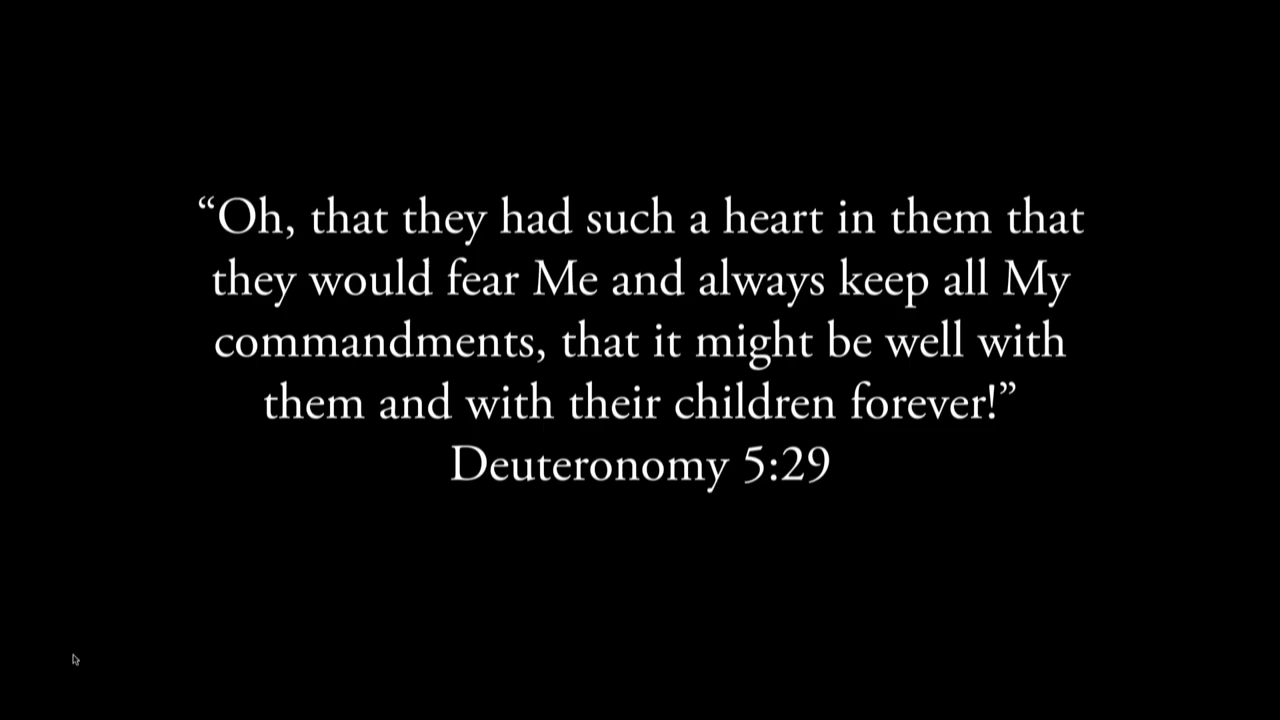 “Oh, that they had such a heart in them that
they would fear Me and always keep all My
commandments, that it might be well with
them and with their children forever!”
Deuteronomy 5:29